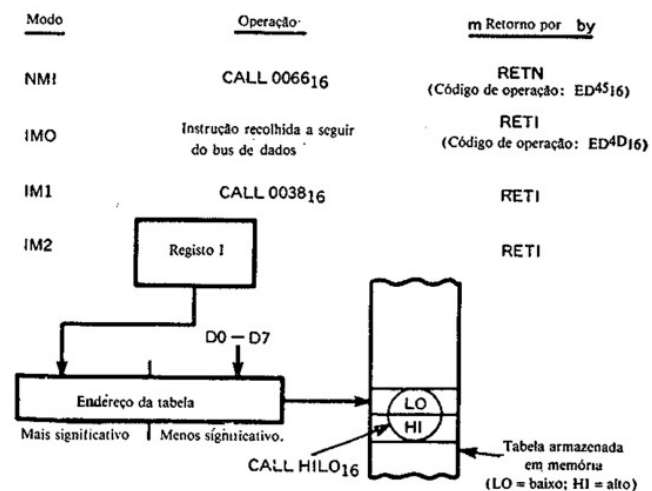 Modo Operação m Retorno por by
NMI CALL 0066₁₆ RETN
(Código de operação: ED45₁₆)
IMO Instrução recolhida a seguir do bus de dados RETI
(Código de operação: ED4D₁₆)
IM1 CALL 0038₁₆ RETI
IM2 Registo I RETI
D0 – D7
Endereço da tabela
Mais significativo Menos significativo.
LO
HI
CALL HILO₁₆
Tabela armazenada
em memória
(LO = baixo; HI = alto)